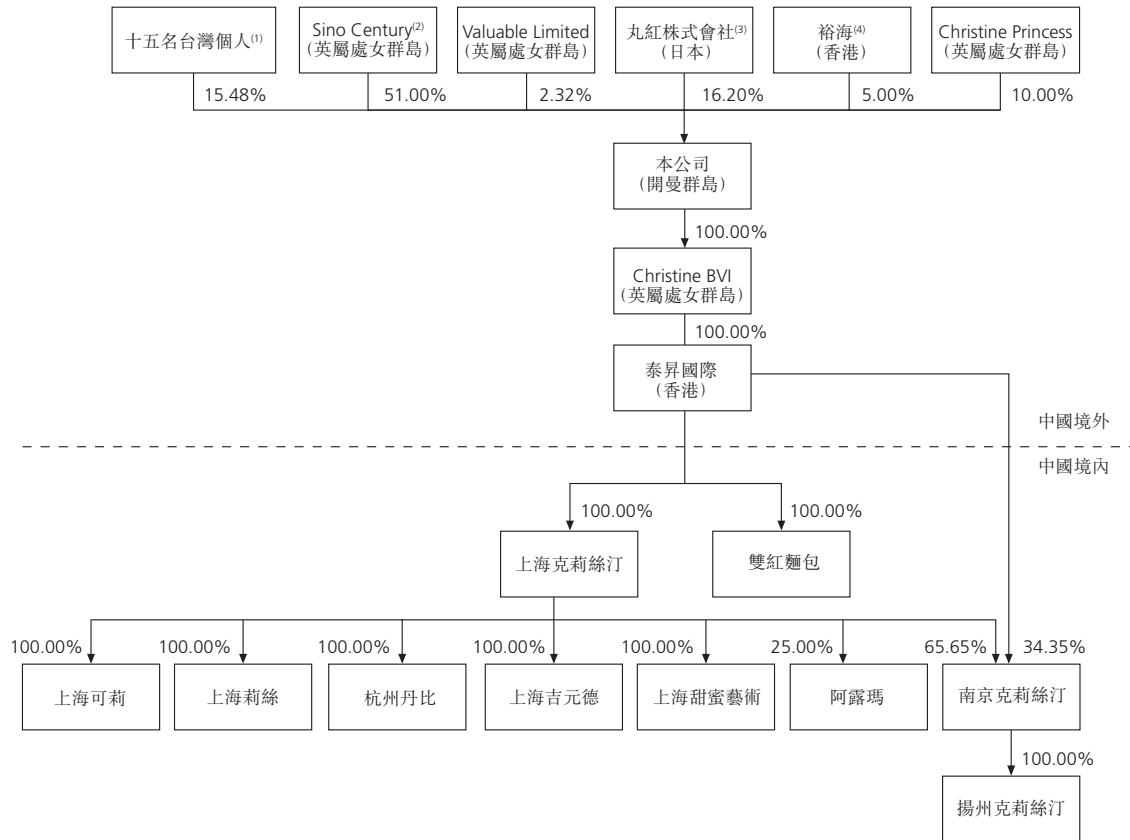 十五名台灣個人(1)
Sino Century(2)
(英屬處女群島)
Valuable Limited
(英屬處女群島)
丸紅株式會社(3)
(日本)
裕海(4)
(香港)
Christine Princess
(英屬處女群島)
15.48%
51.00%
2.32%
16.20%
5.00%
10.00%
本公司
(開曼群島)
100.00%
Christine BVI
(英屬處女群島)
100.00%
泰昇國際
(香港)
中國境外
中國境內
100.00%
100.00%
上海克莉絲汀
雙紅麵包
100.00%
100.00%
100.00%
100.00%
100.00%
25.00%
65.65%
34.35%
上海可莉
上海莉絲
杭州丹比
上海吉元德
上海甜蜜藝術
阿露瑪
南京克莉絲汀
100.00%
揚州克莉絲汀